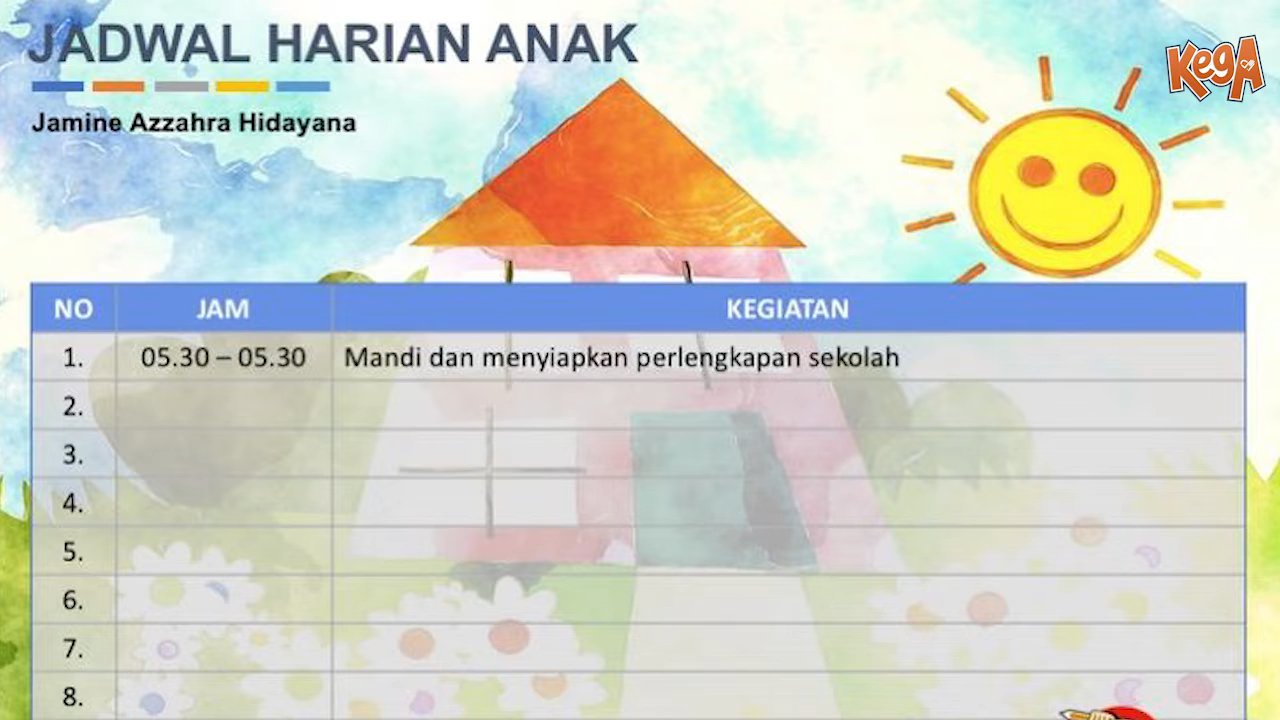 JADWAL HARIAN ANAK
KegA
Jamine Azzahra Hidayana
NO JAM KEGIATAN
1. 05.30 – 05.30 Mandi dan menyiapkan perlengkapan sekolah
2.
3.
4.
5.
6.
7.
8.